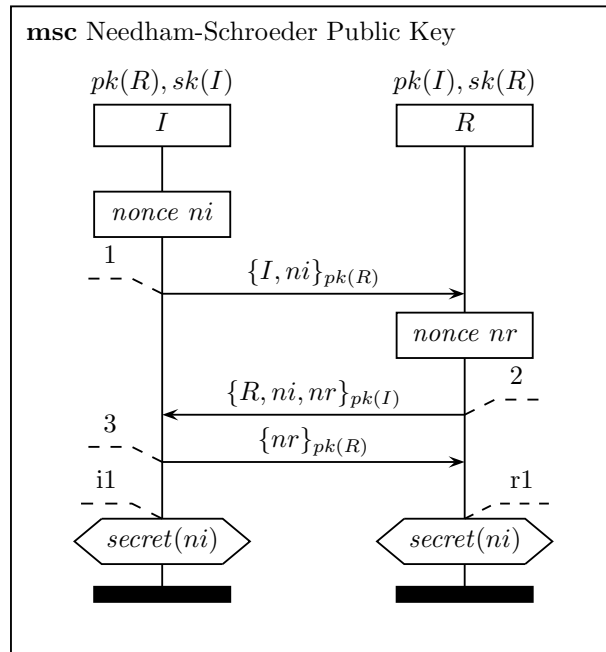 msc Needham-Schroeder Public Key
pk(R), sk(I)
pk(I), sk(R)
I
R
nonce ni
1
{I, ni}pk(R)
nonce nr
2
{R, ni, nr}pk(I)
3
{nr}pk(R)
i1
r1
secret(ni)
secret(ni)